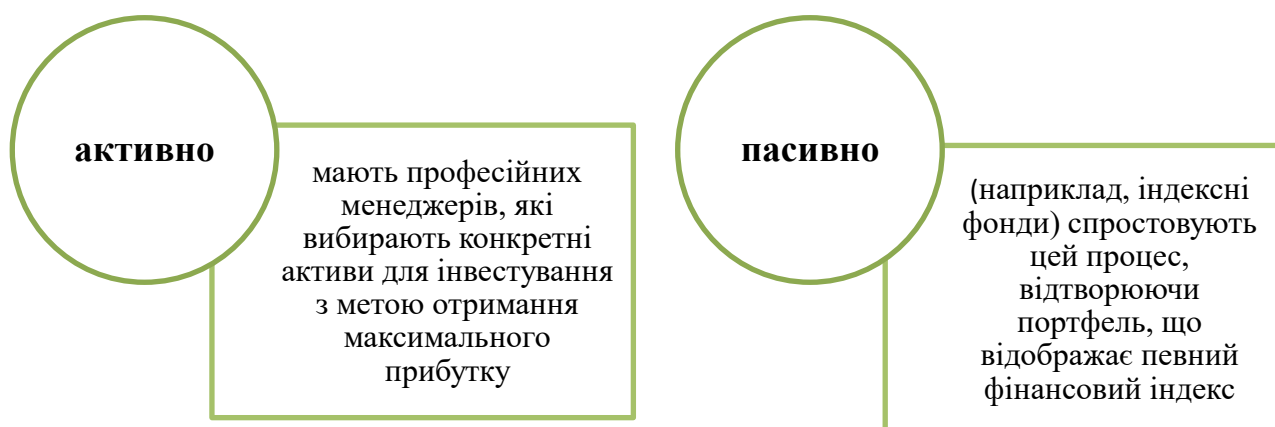 активно
мають професійних
менеджерів, які
вибирають конкретні
активи для інвестування
з метою отримання
максимального
прибутку
пасивно
(наприклад, індексні
фонди) спростовують
цей процес,
відтворюючи
портфель, що
відображає певний
фінансовий індекс